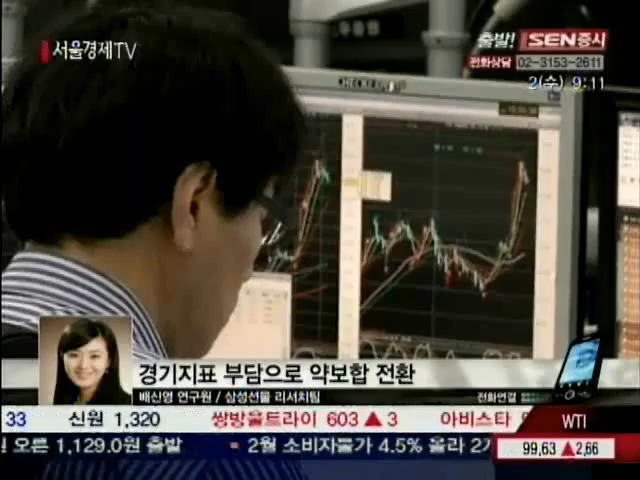 서울경제TV
출발! SEN증시
전화상담 02-3153-2611
2(수) 9:11
경기지표 부담으로 약보합 전환
배신영 연구원 / 삼성선물 리서치팀
전화연결
33 신원 1,320 쌍방울트라이 603 ▲ 3 아비스타
WTI
원 오른 1,129.0원 출발 2월 소비자물가 4.5% 올라 2
99,63 ▲ 2,66